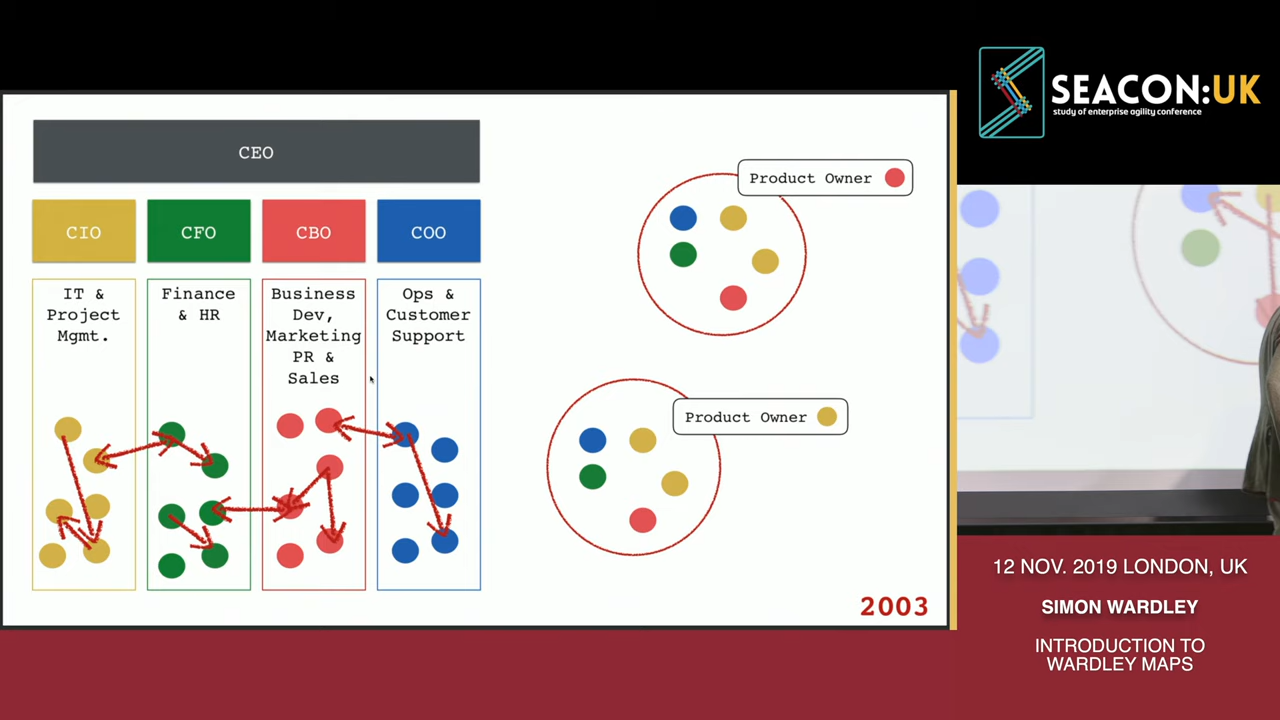 CEO
CIO
CFO
CBO
COO
IT &
Project
Mgmt.
Finance
& HR
Business
Dev,
Marketing
PR &
Sales
Ops &
Customer
Support
Product Owner
Product Owner
2003
SEACON:UK
study of enterprise agility conference
12 NOV. 2019 LONDON, UK
SIMON WARDLEY
INTRODUCTION TO
WARDLEY MAPS